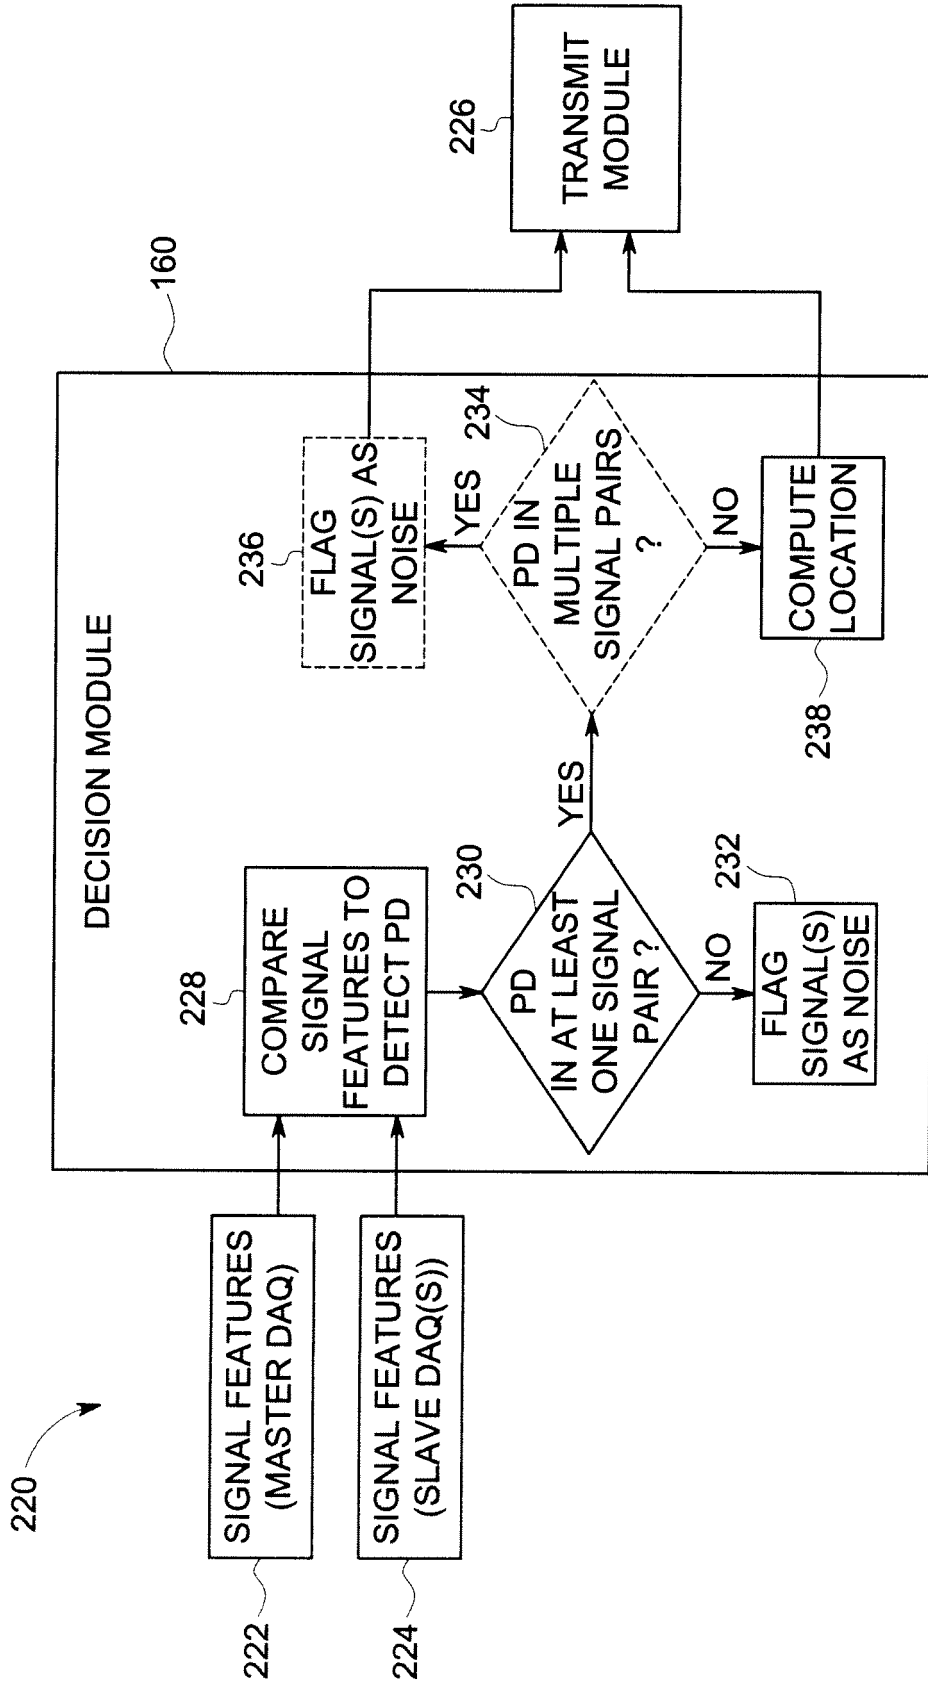 220
222
SIGNAL FEATURES
(MASTER DAQ)
224
SIGNAL FEATURES
(SLAVE DAQ(S))
DECISION MODULE
160
228
COMPARE
SIGNAL
FEATURES TO
DETECT PD
230
PD
IN AT LEAST
ONE SIGNAL
PAIR ?
NO
232
FLAG
SIGNAL(S)
AS NOISE
YES
234
PD IN
MULTIPLE
SIGNAL PAIRS
?
YES
236
FLAG
SIGNAL(S) AS
NOISE
NO
238
COMPUTE
LOCATION
226
TRANSMIT
MODULE